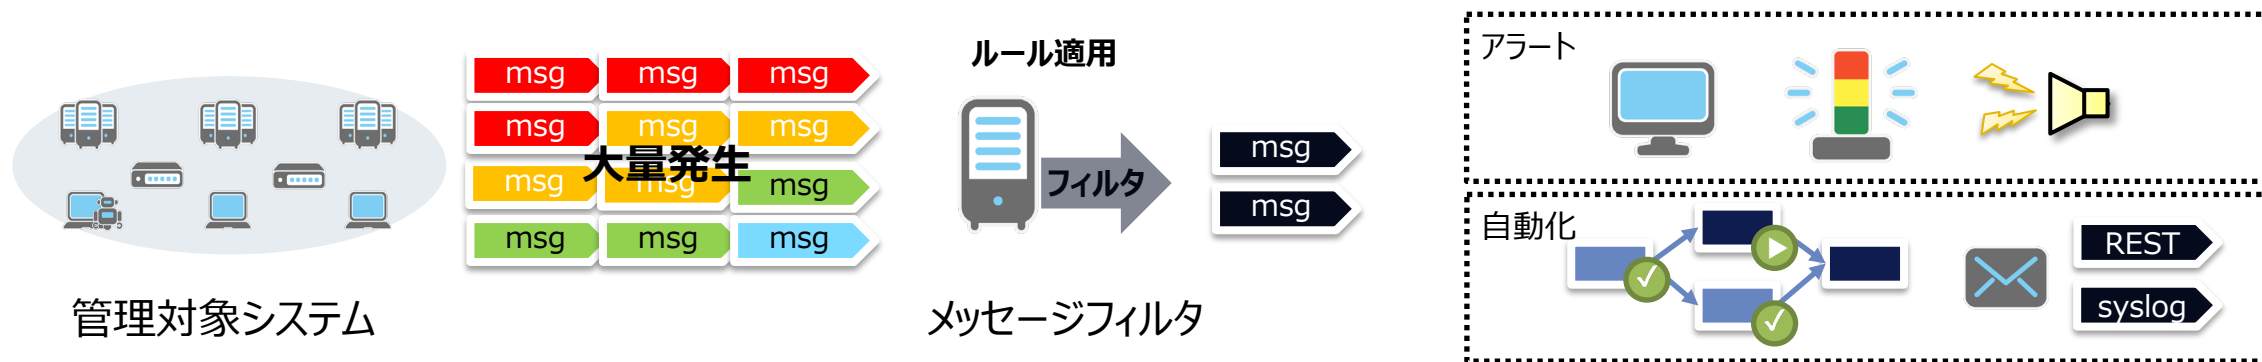 管理対象システム
msg msg msg
msg msg msg
大量発生
msg msg msg
msg msg msg
ルール適用
フィルタ
メッセージフィルタ
msg
msg
アラート
自動化
REST
syslog